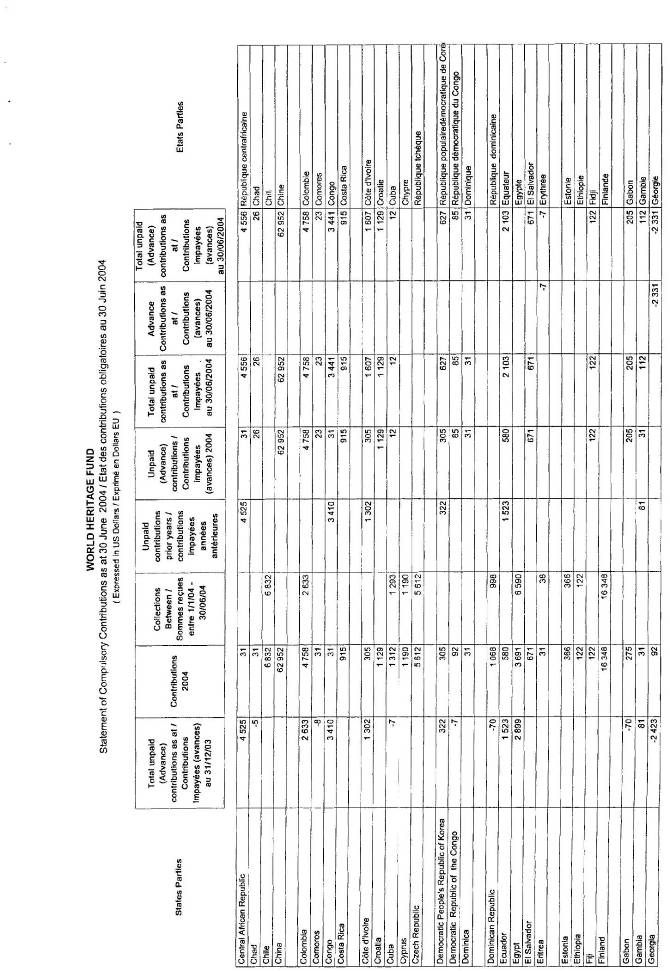 WORLD HERITAGE FUND
Statement of Compulsory Contributions as at 30 June 2004 / Etat des contributions obligatoires au 30 Juin 2004
( Expressed in US Dollars / Exprimé en Dollars EU )
States Parties
Total unpaid
(Advance)
contributions as at /
Contributions
Impayées (avances)
au 31/12/03
Contributions
2004
Collections
Between /
Sommes reçues
entre 1/1/04 -
30/06/04
Unpaid
contributions
prior years /
contributions
impayées
années
antérieures
Unpaid
(Advance)
contributions /
Contributions
Impayées
(avances) 2004
Total unpaid
contributions as
at /
Contributions
Impayées
au 30/06/2004
Advance
Contributions as
at /
Contributions
(avances)
au 30/06/2004
Total unpaid
(Advance)
contributions as
at /
Contributions
Impayées
(avances)
au 30/06/2004
Etats Parties
Central African Republic 4 525 31 4 525 31 4 556 4 556 République centrafricaine
Chad -5 31 26 26 26 Chad
Chile 6 832 6 832 Chili
China 62 952 62 952 62 952 62 952 Chine
Colombia 2 633 4 758 2 633 4 758 4 758 4 758 Colombie
Comoros -8 31 23 23 23 Comores
Congo 3 410 31 3 410 31 3 441 3 441 Congo
Costa Rica 915 915 915 915 Costa Rica
Côte d'Ivoire 1 302 305 1 302 305 1 607 1 607 Côte d'Ivoire
Croatia 1 129 1 129 1 129 1 129 Croatie
Cuba -7 1 312 1 293 12 12 12 Cuba
Cyprus 1 190 1 190 Chypre
Czech Republic 5 612 5 612 République tchèque
Democratic People's Republic of Korea 322 305 322 305 627 627 République populairedémocratique de Coré
Democratic Republic of the Congo -7 92 85 85 85 République démocratique du Congo
Dominica 31 31 31 31 Dominique
Dominican Republic -70 1 068 998 République dominicaine
Ecuador 1 523 580 1 523 580 2 103 2 103 Equateur
Egypt 2 899 3 691 6 590 Egypte
El Salvador 671 671 671 671 El Salvador
Eritrea 31 38 -7 -7 Erythrea
Estonia 366 366 Estonie
Ethiopia 122 122 Ethiopie
Fiji 122 122 122 122 Fidji
Finland 16 348 16 348 Finlande
Gabon -70 275 205 205 205 Gabon
Gambia 81 31 81 31 112 112 Gambie
Georgia -2 423 92 -2 331 -2 331 Géorgie